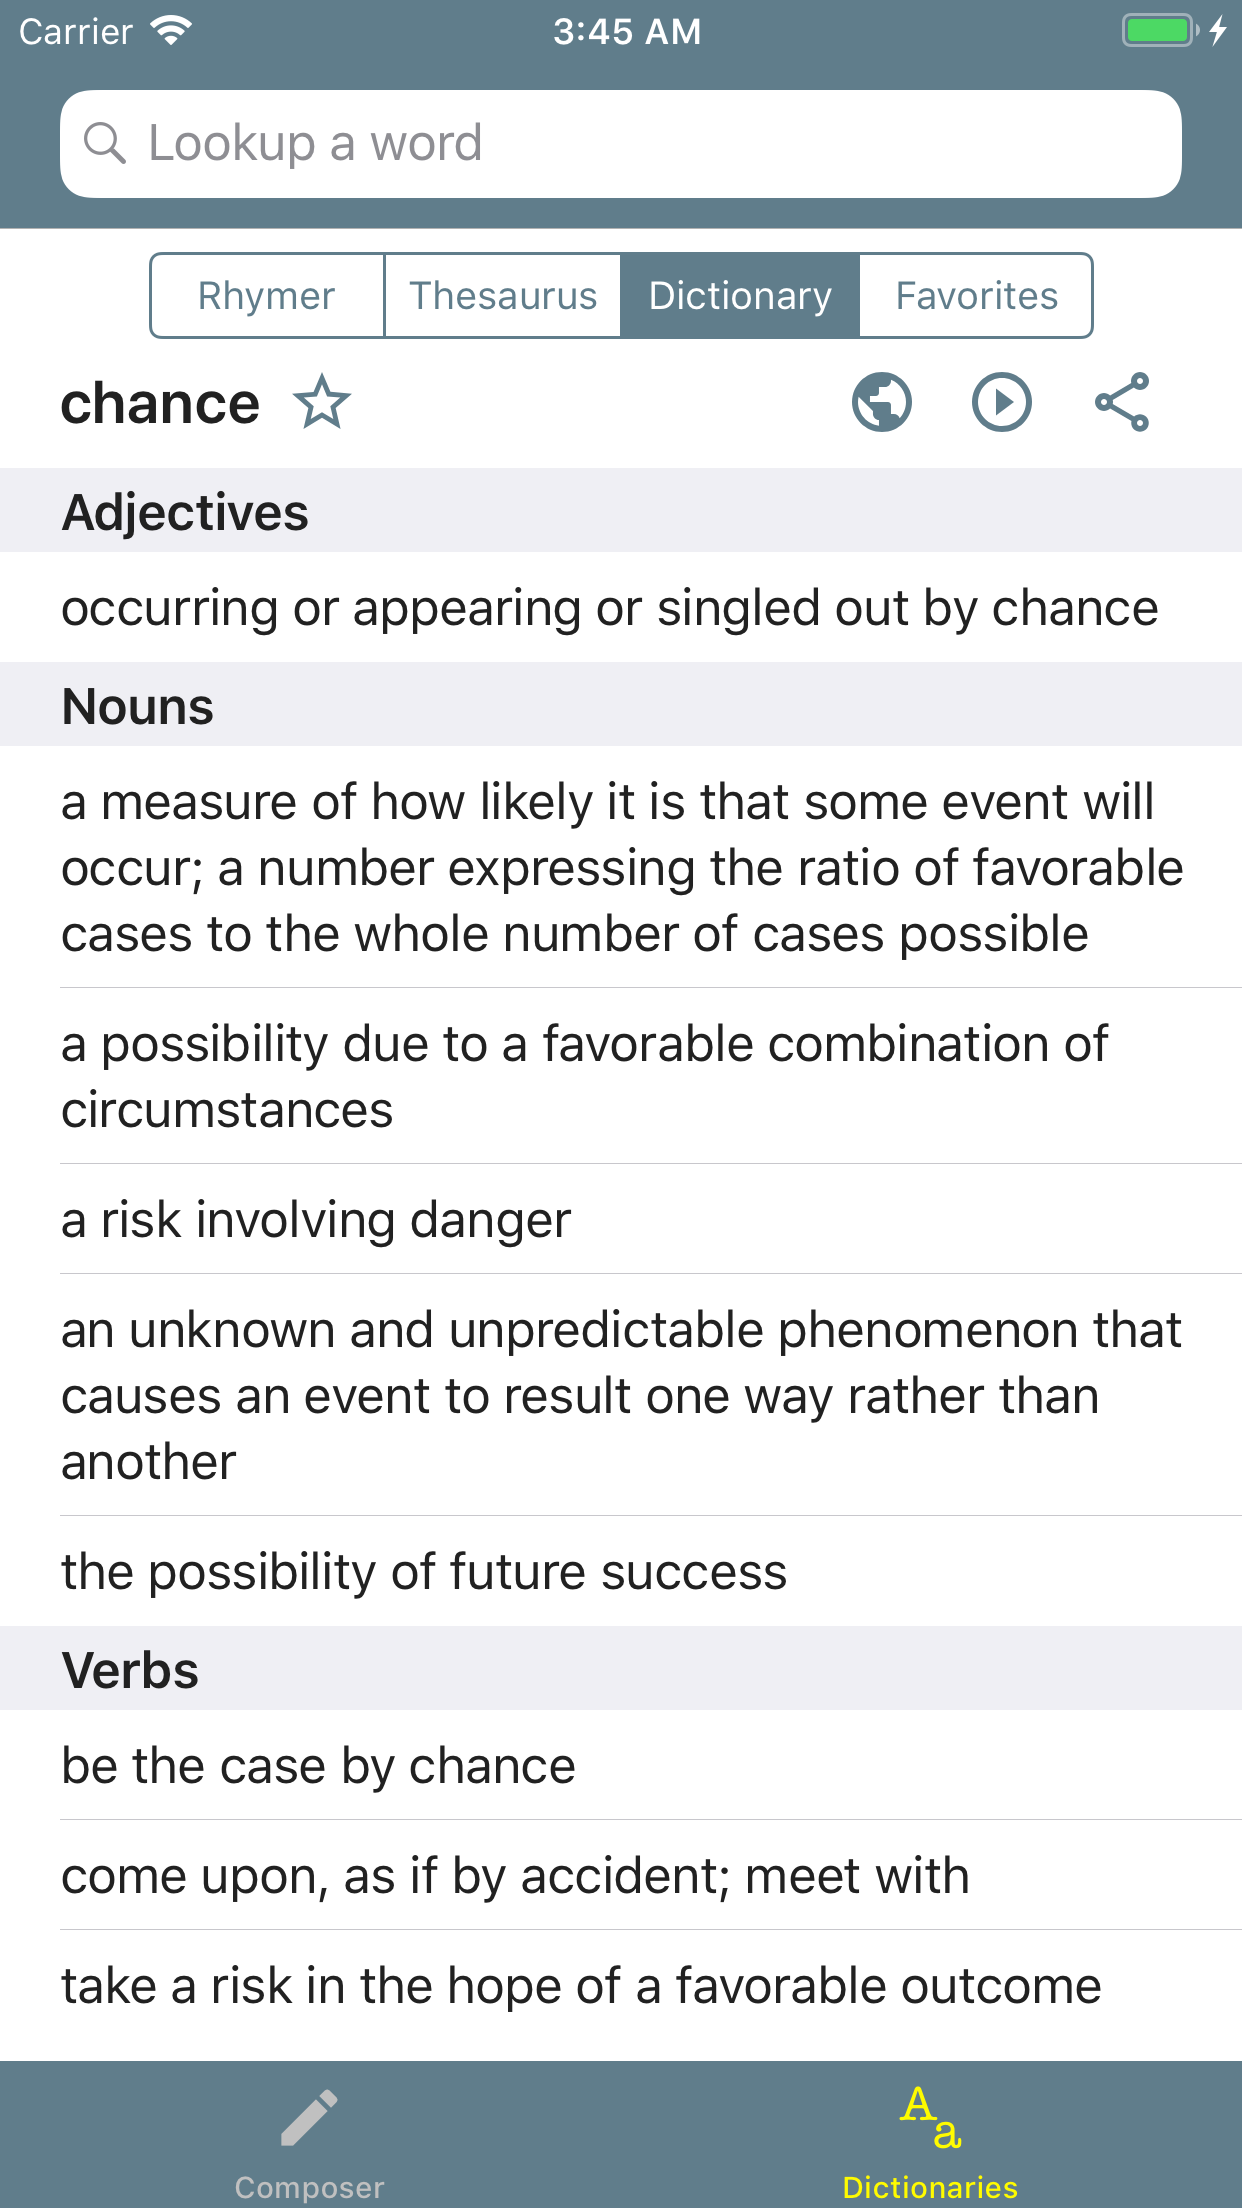 Carrier 3:45 AM
Lookup a word
Rhymer Thesaurus Dictionary Favorites
chance
Adjectives
occurring or appearing or singled out by chance
Nouns
a measure of how likely it is that some event will
occur; a number expressing the ratio of favorable
cases to the whole number of cases possible
a possibility due to a favorable combination of
circumstances
a risk involving danger
an unknown and unpredictable phenomenon that
causes an event to result one way rather than
another
the possibility of future success
Verbs
be the case by chance
come upon, as if by accident; meet with
take a risk in the hope of a favorable outcome
Aa
Composer Dictionaries